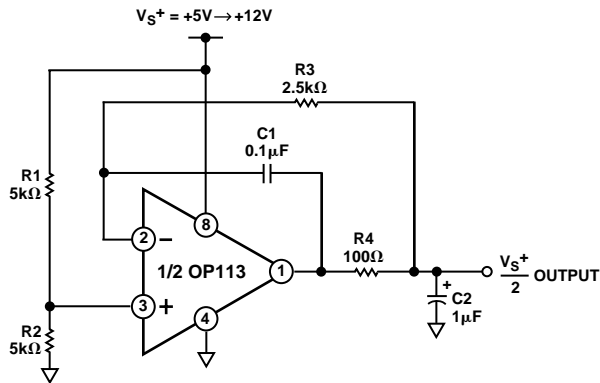 VS+ = +5V→+12V
R3
2.5kΩ
C1
0.1μF
R1
5kΩ
2
−
8
1/2 OP113
1
R4
100Ω
3
+
4
R2
5kΩ
VS+
2
OUTPUT
+
C2
1μF